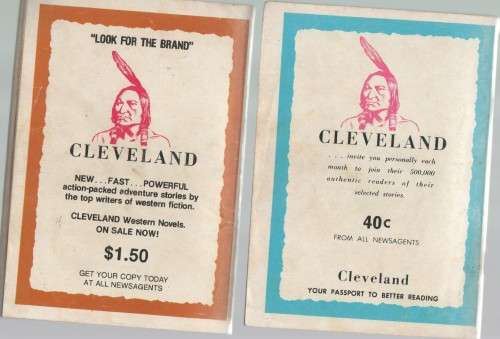 "LOOK FOR THE BRAND"
CLEVELAND
NEW...FAST...POWERFUL
action-packed adventure stories by
the top writers of western fiction.
CLEVELAND Western Novels.
ON SALE NOW!
$1.50
GET YOUR COPY TODAY
AT ALL NEWSAGENTS
CLEVELAND
....invite you personally each
month to join their 500,000
authentic readers of their
selected stories.
40c
FROM ALL NEWSAGENTS
Cleveland
YOUR PASSPORT TO BETTER READING